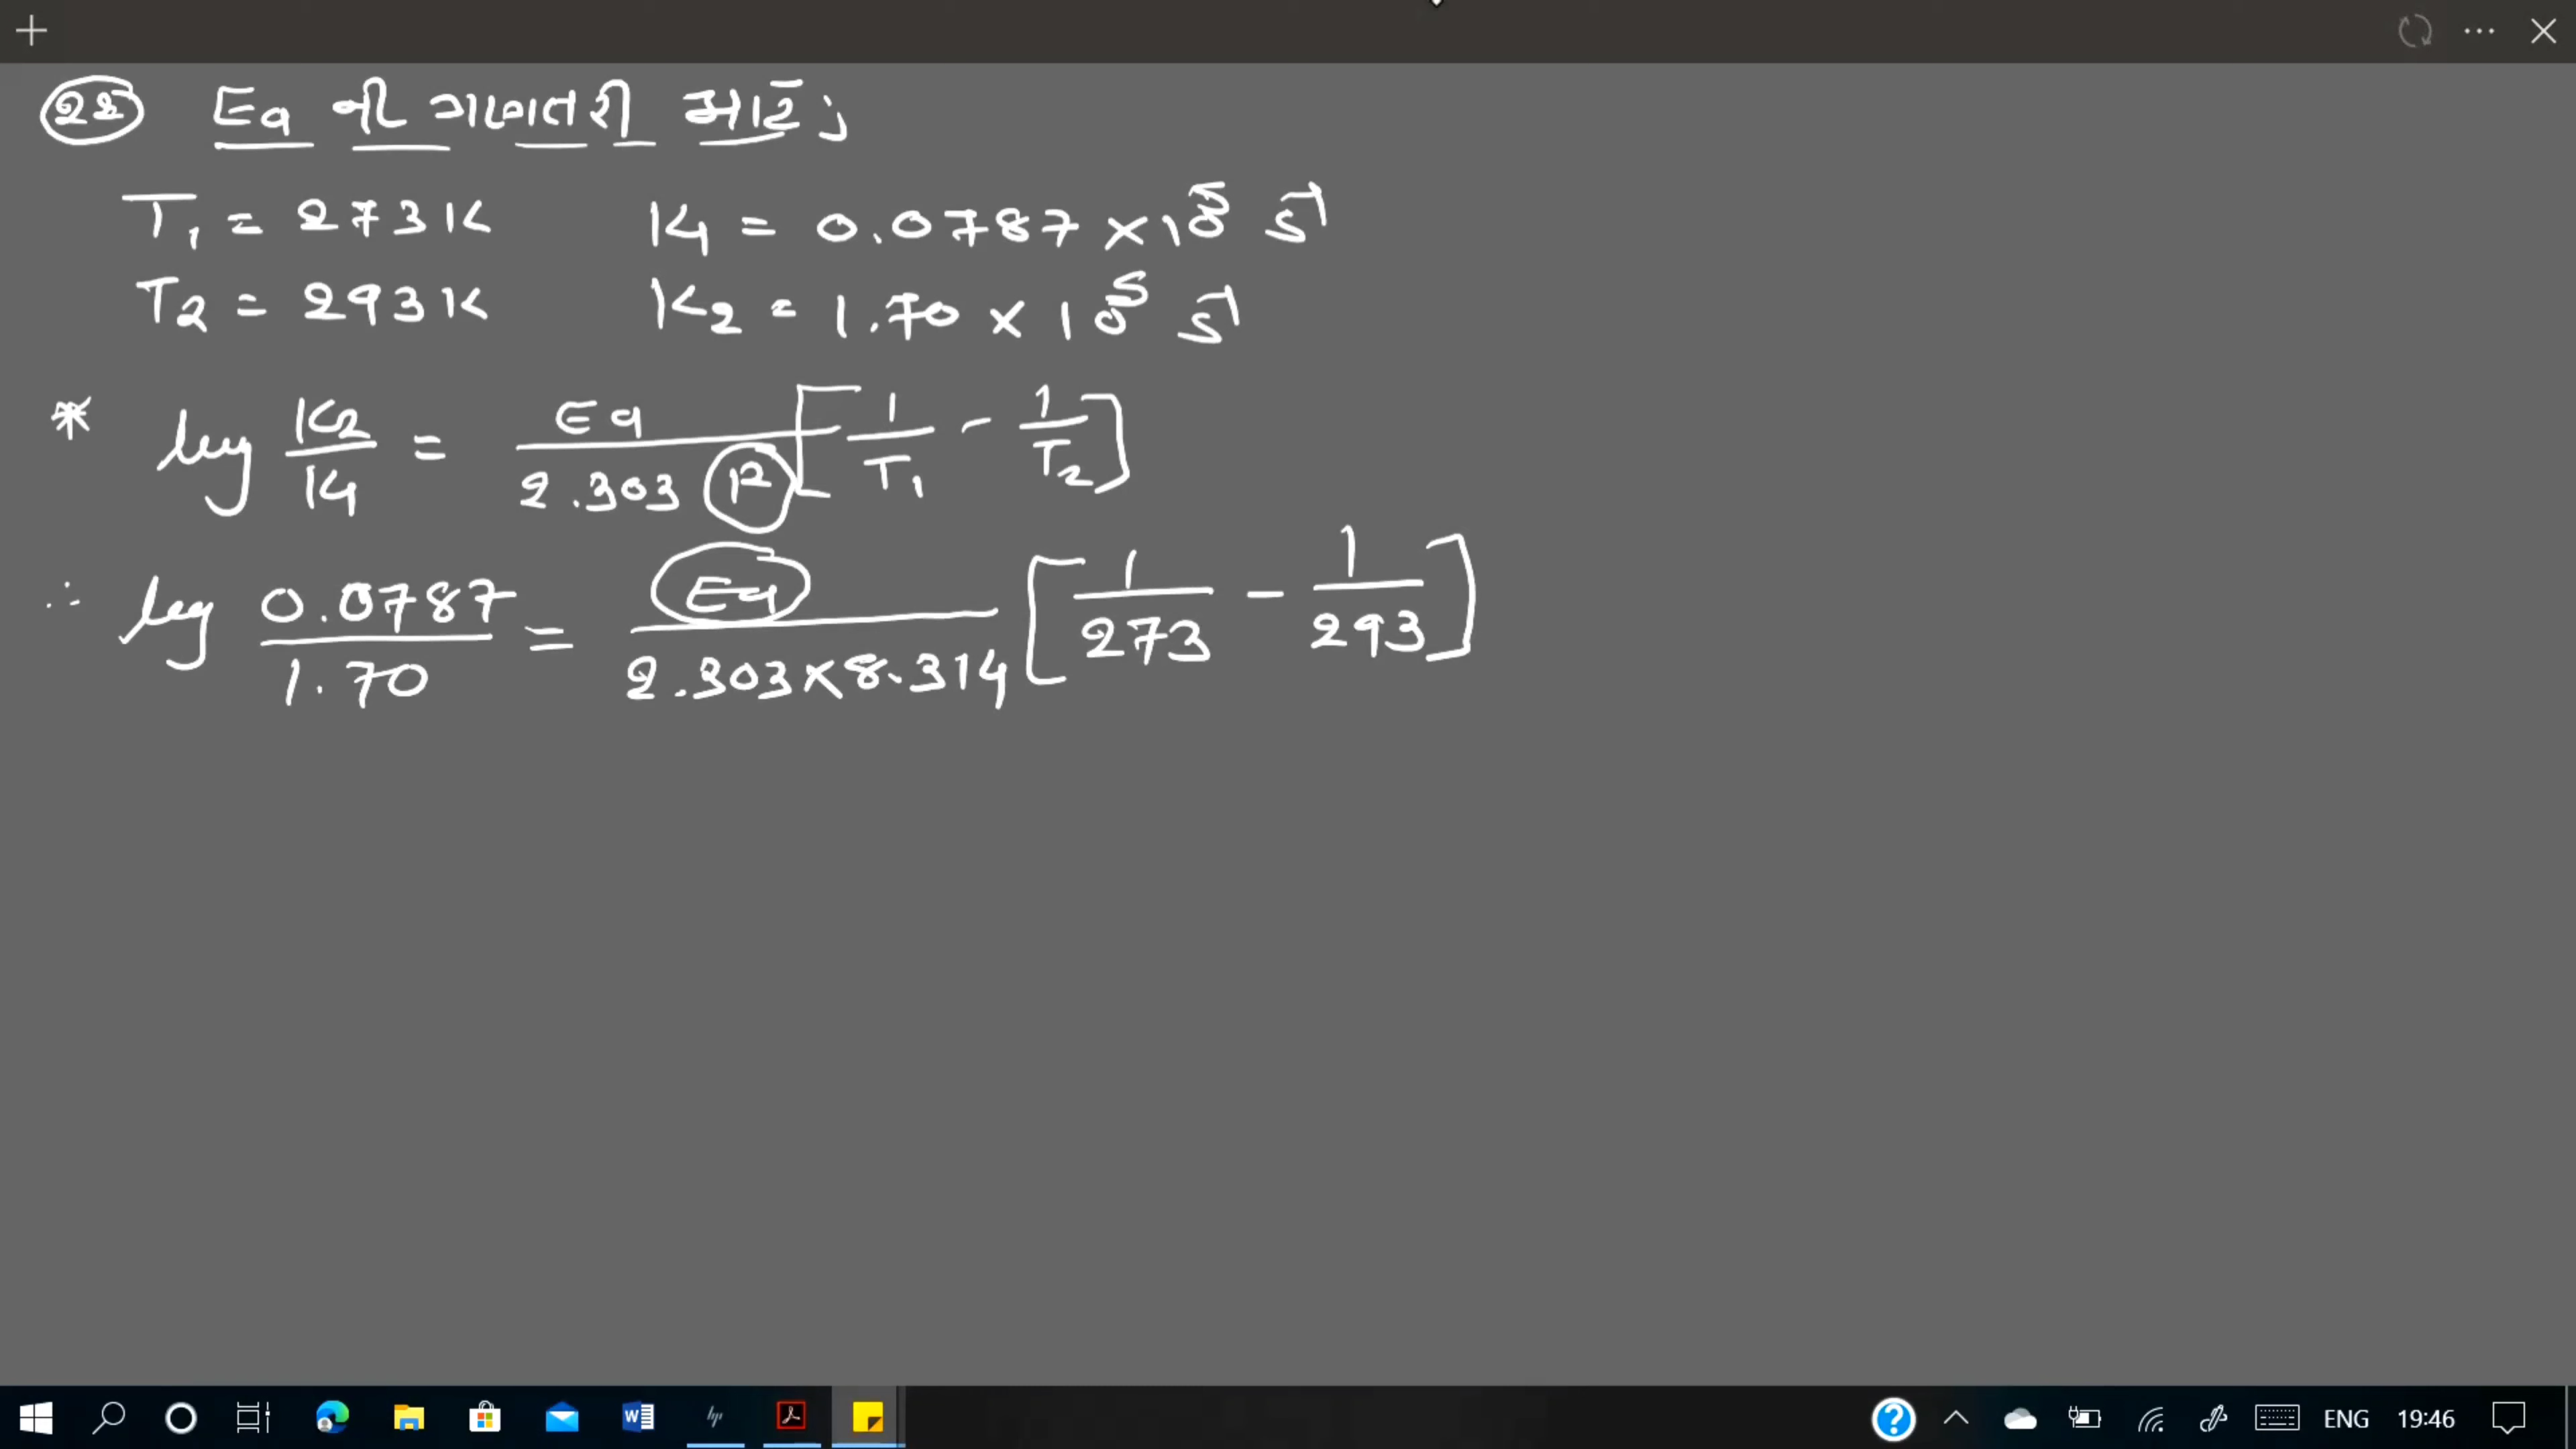 22 Ea ની ગણતરી માટે ;
T₁ = 273 K K₁ = 0.0787 × 10⁻⁵ s⁻¹
T₂ = 293 K K₂ = 1.70 × 10⁻⁵ s⁻¹
* log K₂/K₁ = Ea/2.303 R [1/T₁ - 1/T₂]
∴ log 0.0787/1.70 = Ea/2.303×8.314 [1/273 - 1/293]
ENG 19:46